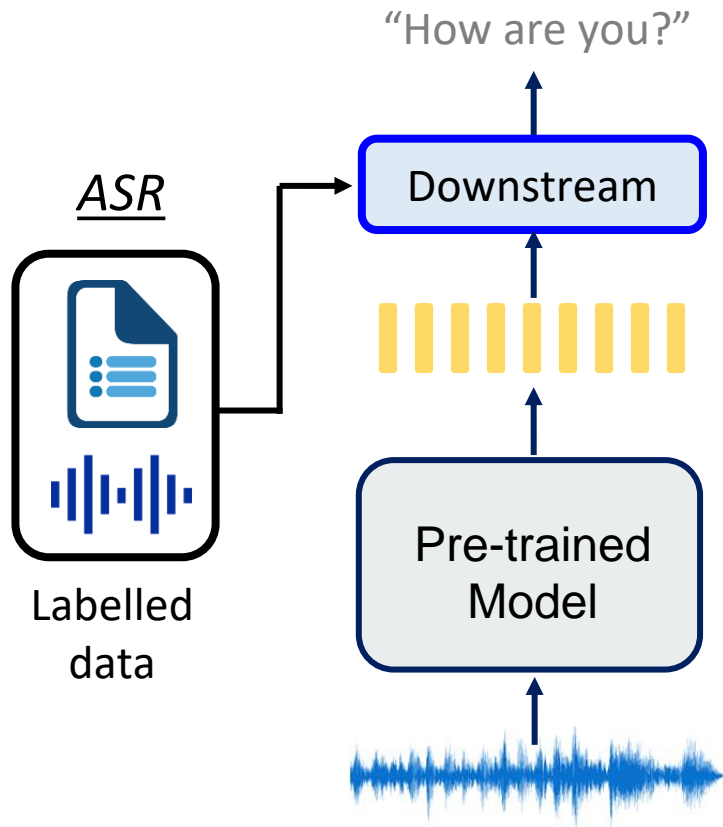 “How are you?”
Downstream
ASR
Pre-trained
Model
Labelled
data